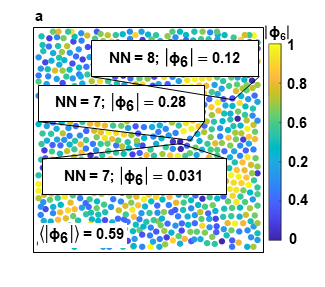 a
|ϕ₆|
NN = 8; |ϕ₆| = 0.12
NN = 7; |ϕ₆| = 0.28
NN = 7; |ϕ₆| = 0.031
⟨|ϕ₆|⟩ = 0.59
1
0.8
0.6
0.2
0.4
0